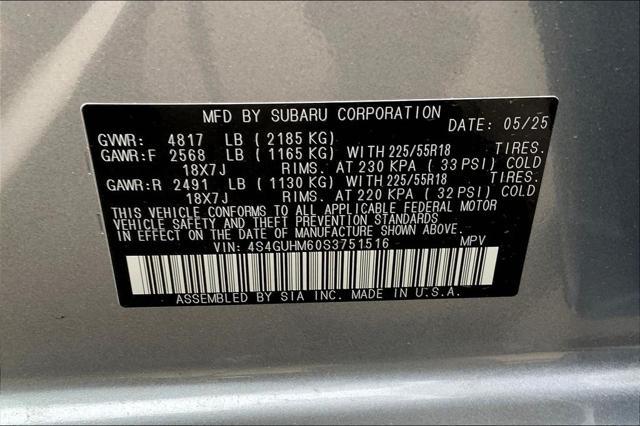 MFD BY SUBARU CORPORATION
DATE: 05/25
GVWR: 4817 LB (2185 KG)
GAWR:F 2568 LB (1165 KG) WITH 225/55R18 TIRES.
18X7J RIMS. AT 230 KPA (33 PSI) COLD
GAWR:R 2491 LB (1130 KG) WITH 225/55R18 TIRES.
18X7J RIMS. AT 220 KPA (32 PSI) COLD
THIS VEHICLE CONFORMS TO ALL APPLICABLE FEDERAL MOTOR
VEHICLE SAFETY AND THEFT PREVENTION STANDARDS
IN EFFECT ON THE DATE OF MANUFACTURE SHOWN ABOVE.
VIN: 4S4GUHM60S3751516 MPV
ASSEMBLED BY SIA INC. MADE IN U.S.A.